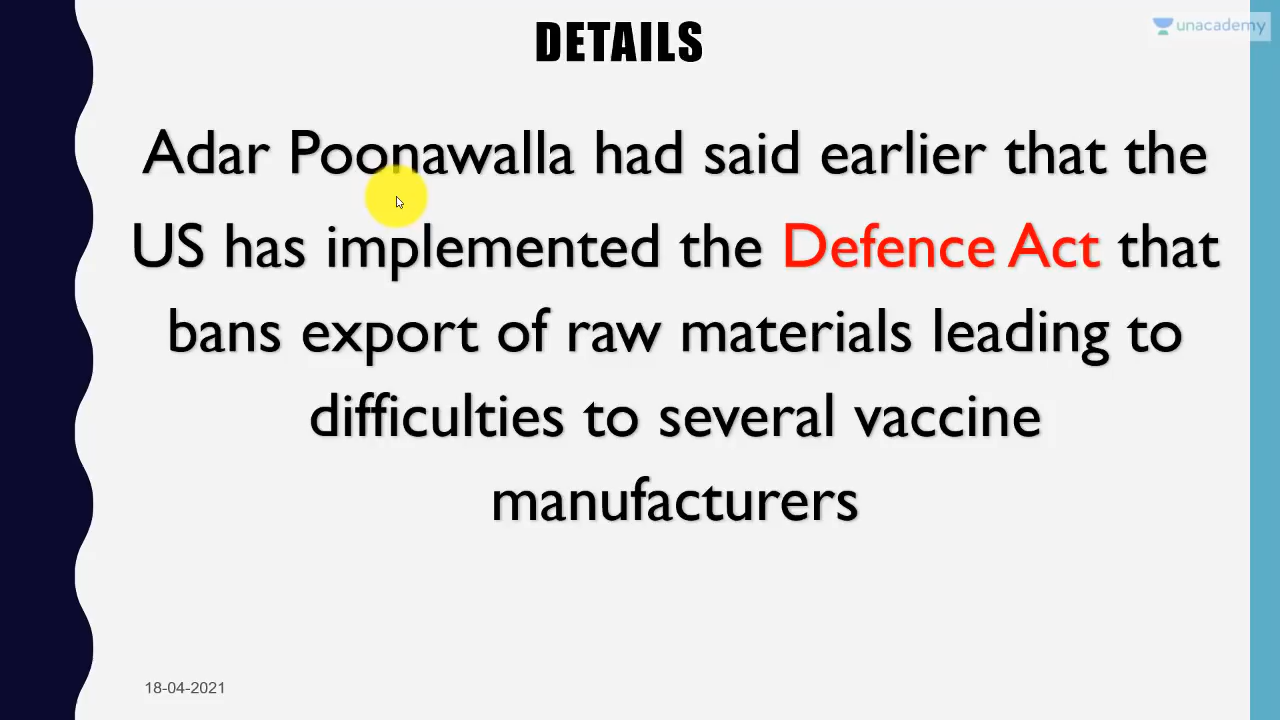 DETAILS
unacademy
Adar Poonawalla had said earlier that the
US has implemented the Defence Act that
bans export of raw materials leading to
difficulties to several vaccine
manufacturers
18-04-2021